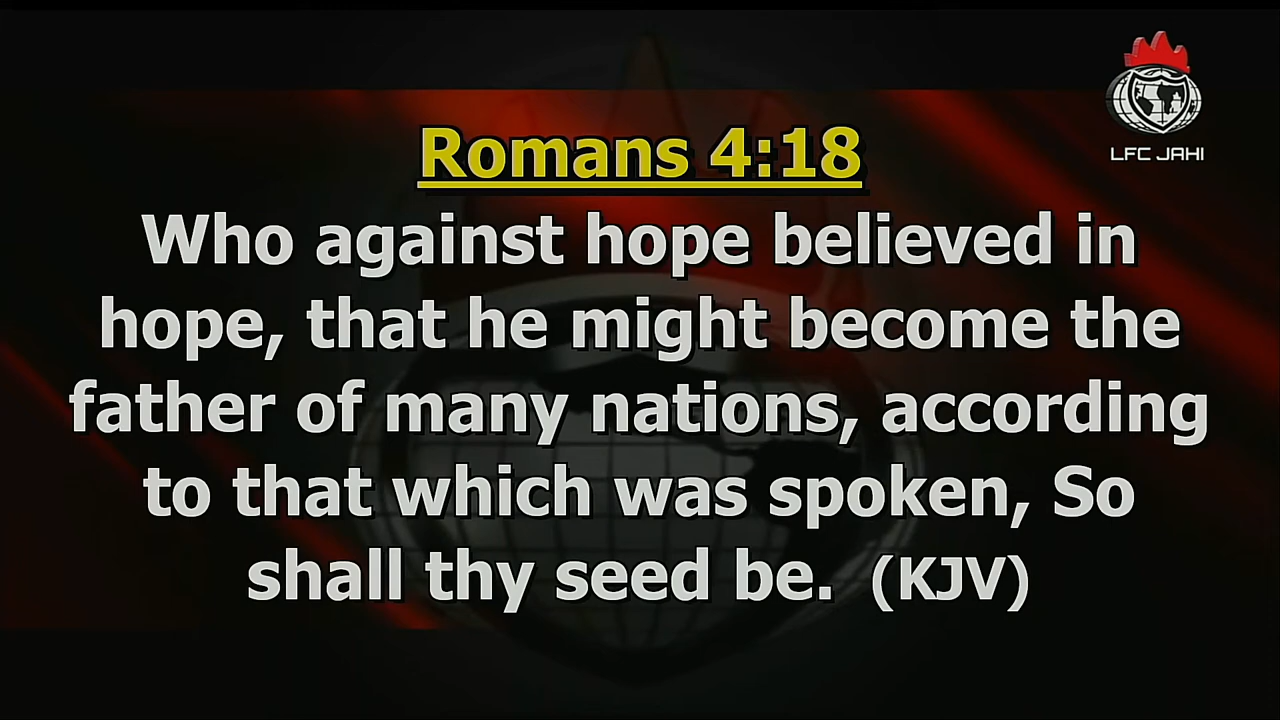 LFC JAHI
Romans 4:18
Who against hope believed in
hope, that he might become the
father of many nations, according
to that which was spoken, So
shall thy seed be. (KJV)